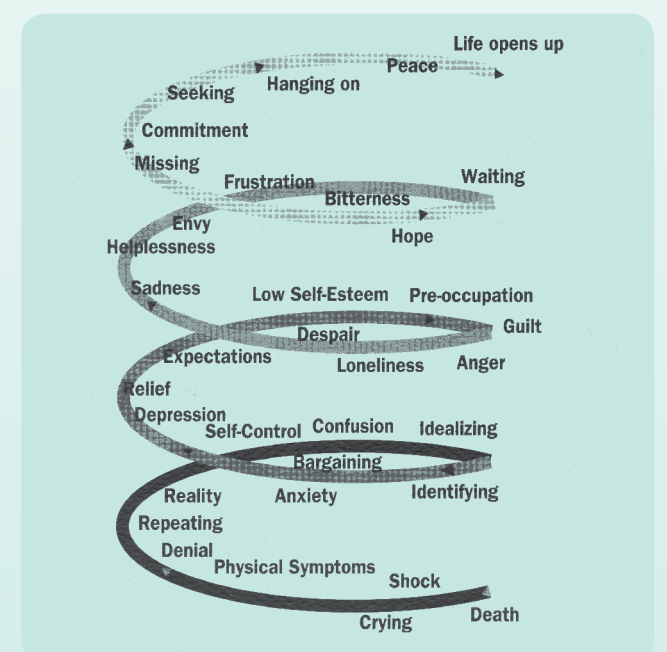 Life opens up
Peace
Hanging on
Seeking
Commitment
Missing
Frustration
Waiting
Bitterness
Envy
Hope
Helplessness
Sadness
Low Self-Esteem
Pre-occupation
Guilt
Despair
Expectations
Loneliness
Anger
Relief
Depression
Self-Control
Confusion
Idealizing
Bargaining
Reality
Anxiety
Identifying
Repeating
Denial
Physical Symptoms
Shock
Crying
Death